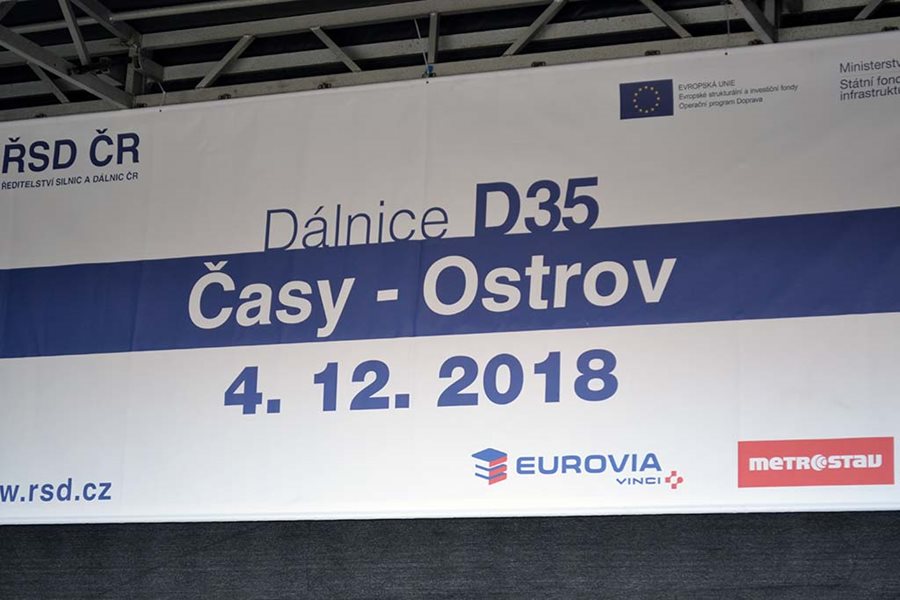 ŘSD ČR
ŘEDITELSTVÍ SILNIC A DÁLNIC ČR
EVROPSKÁ UNIE
Evropské strukturální a investiční fondy
Operační program Doprava
Ministerstv
Státní fond
infrastruktu
Dálnice D35
Časy - Ostrov
4. 12. 2018
w.rsd.cz
EUROVIA
VINCI
METROSTAV